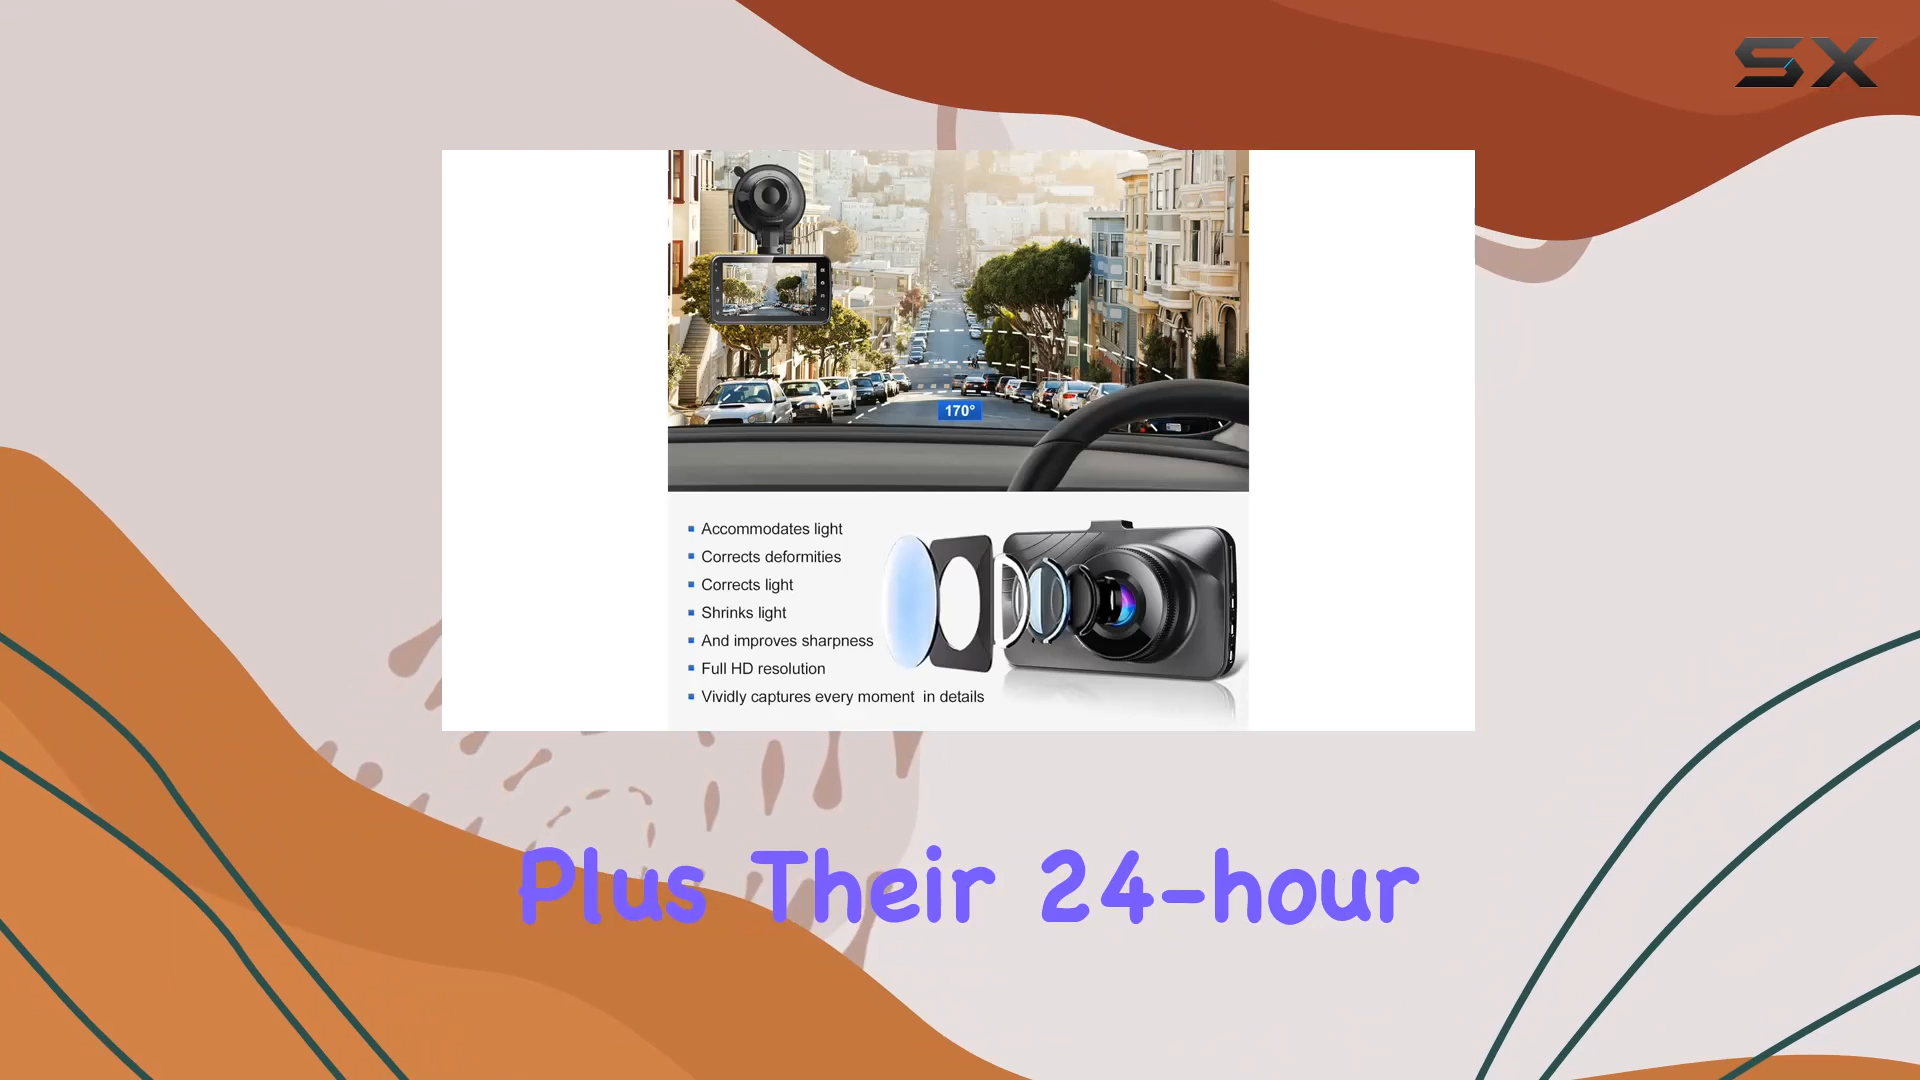 SX
170°
Accommodates light
Corrects deformities
Corrects light
Shrinks light
And improves sharpness
Full HD resolution
Vividly captures every moment in details
Plus Their 24-hour